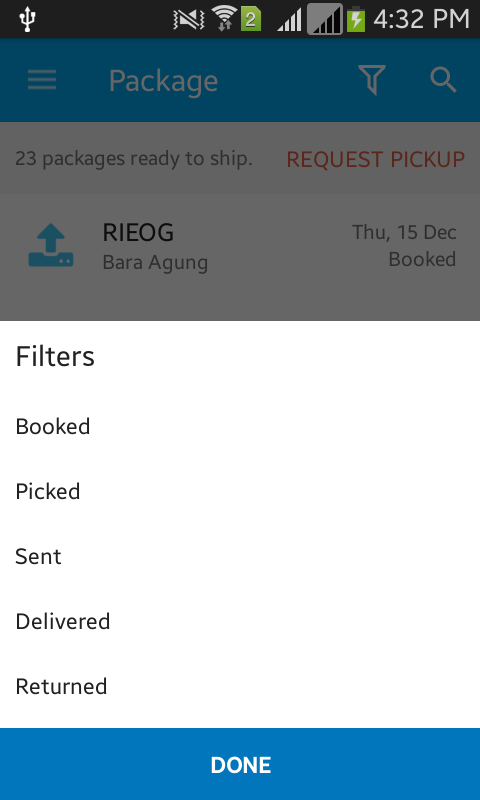 2 4:32 PM
Package
23 packages ready to ship. REQUEST PICKUP
RIEOG Thu, 15 Dec
Bara Agung Booked
Filters
Booked
Picked
Sent
Delivered
Returned
DONE